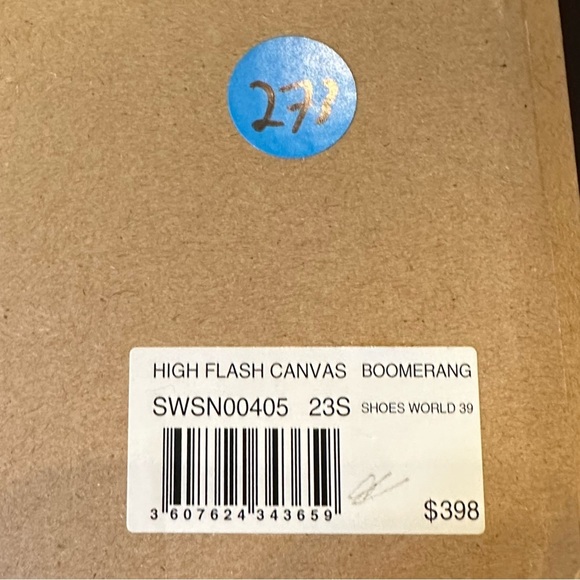 273
HIGH FLASH CANVAS BOOMERANG
SWSN00405 23S SHOES WORLD 39
3 607624 343659
$398